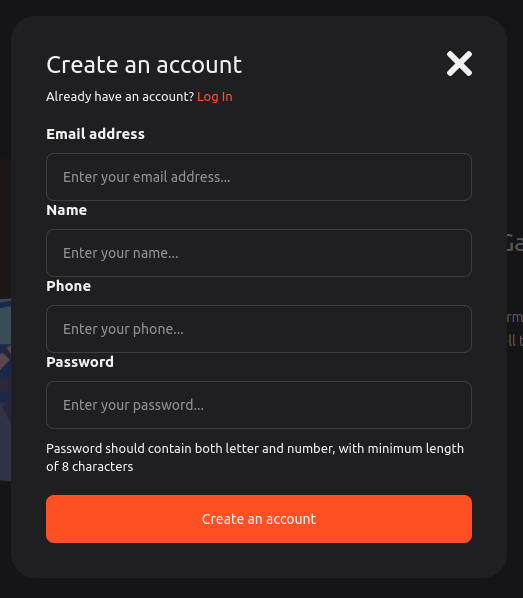 Create an account
Already have an account? Log In
Email address
Enter your email address...
Name
Enter your name...
Phone
Enter your phone...
Password
Enter your password...
Password should contain both letter and number, with minimum length
of 8 characters
Create an account